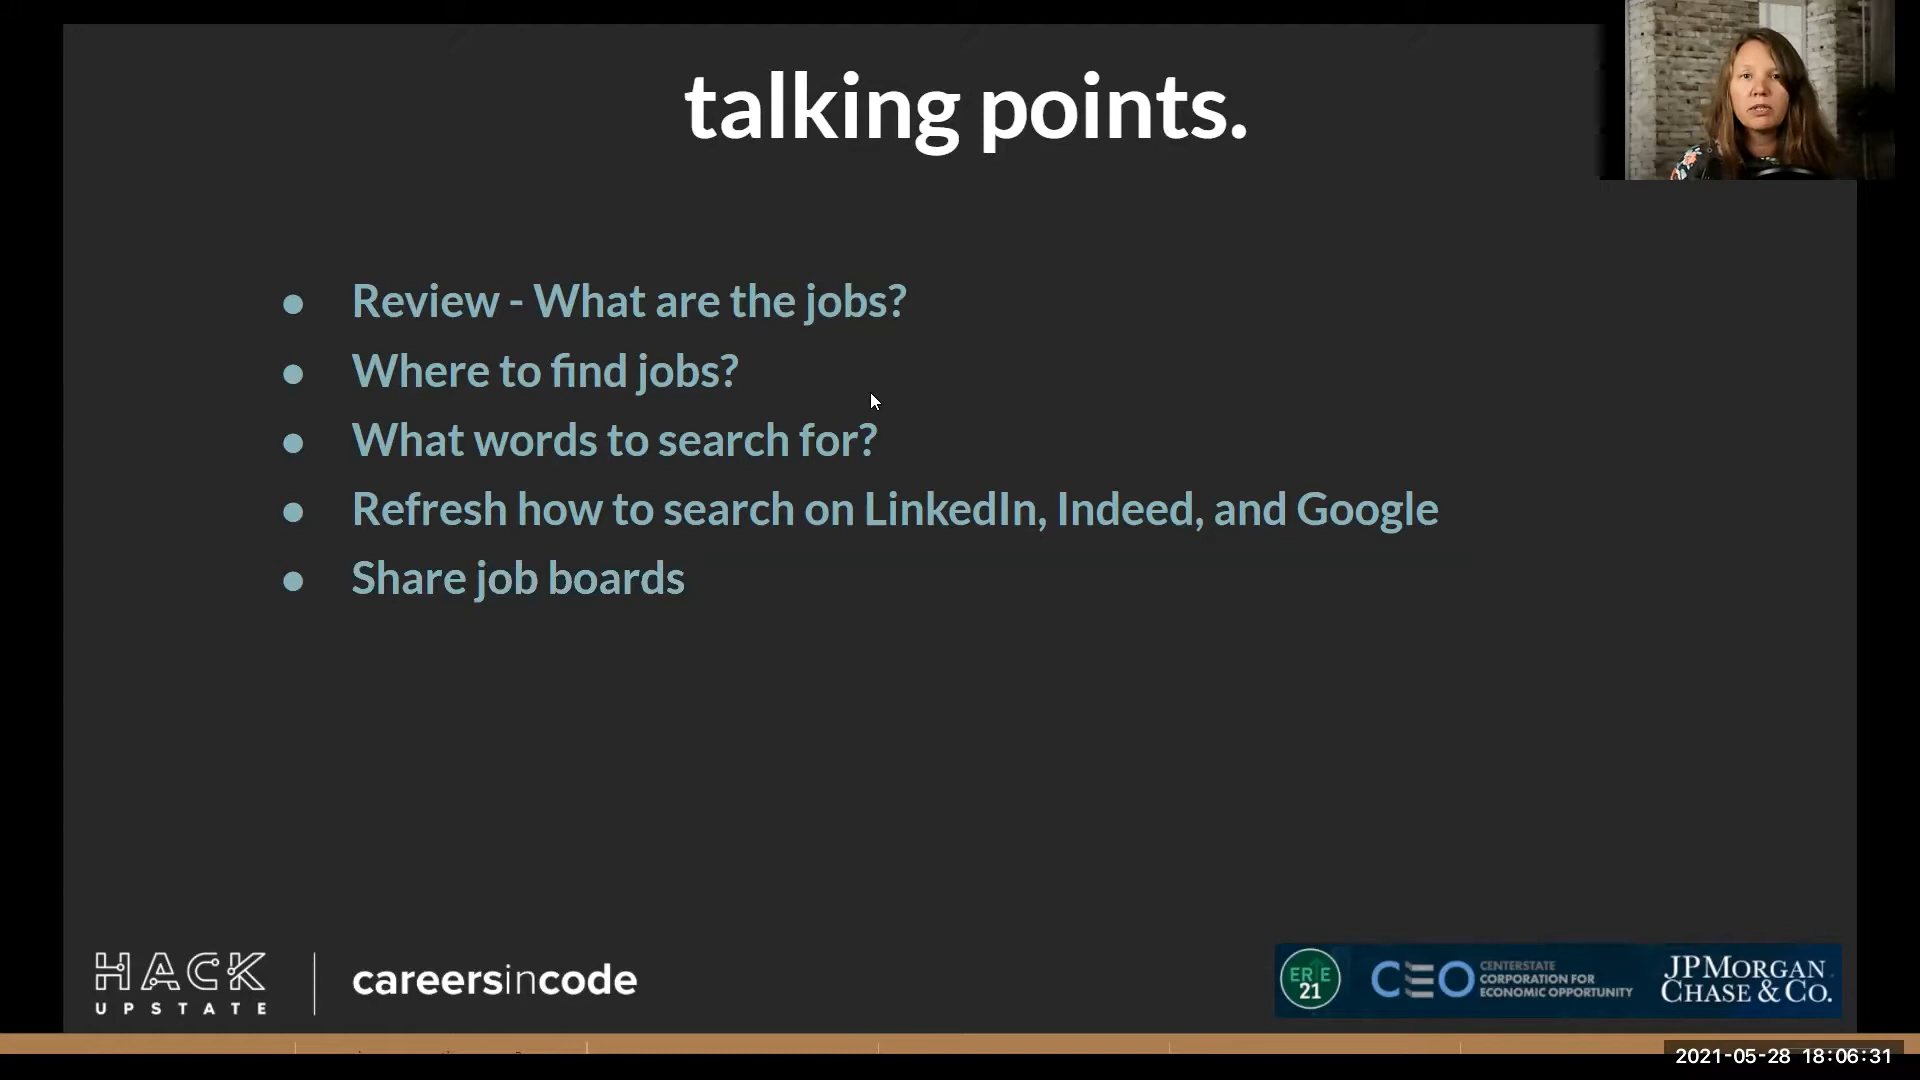 talking points.
● Review - What are the jobs?
● Where to find jobs?
● What words to search for?
● Refresh how to search on LinkedIn, Indeed, and Google
● Share job boards
HACK
UPSTATE
careersincode
ERIE
21
CEO
CENTERSTATE
CORPORATION FOR
ECONOMIC OPPORTUNITY
JPMORGAN
CHASE & CO.
2021-05-28 18:06:31